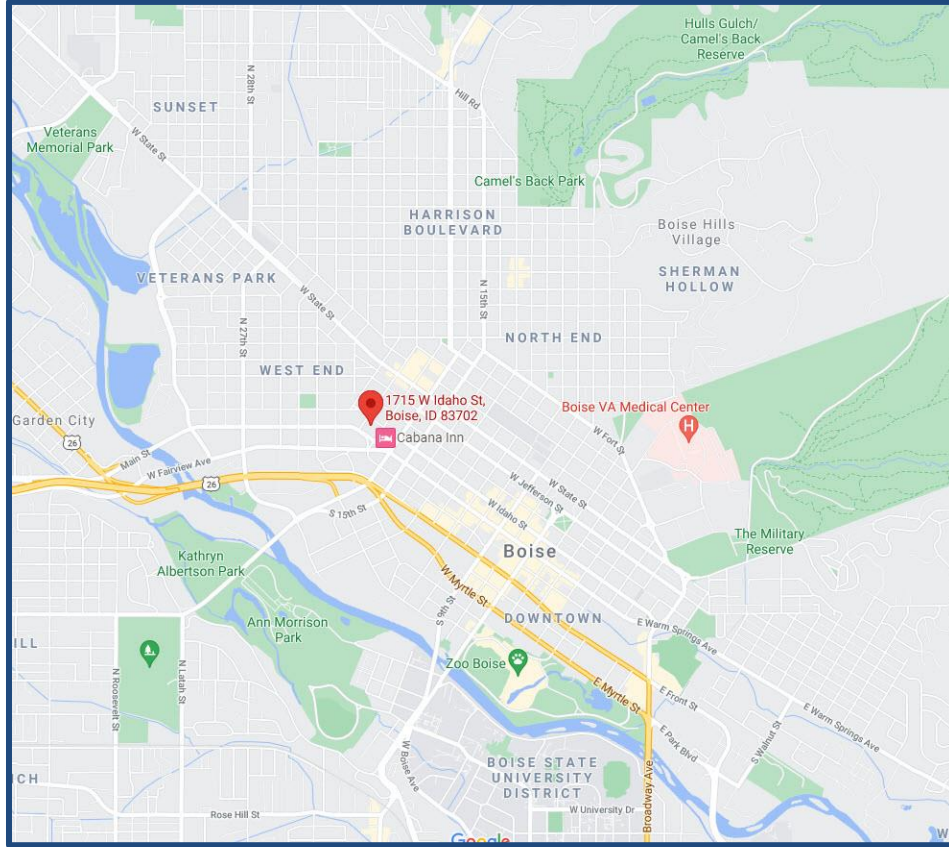 Hulls Gulch/
Camel's Back
Reserve
N 28th St
Hill Rd
SUNSET
Veterans
Memorial Park
W State St
Camel's Back Park
HARRISON
BOULEVARD
Boise Hills
Village
SHERMAN
HOLLOW
VETERANS PARK
W State St
N 15th St
N 27th St
NORTH END
WEST END
1715 W Idaho St,
Boise, ID 83702
Boise VA Medical Center
H
Garden City
26
Cabana Inn
W Fort St
Main St
W Fairview Ave
26
W Jefferson St
W State St
S 15th St
W Idaho St
The Military
Reserve
Boise
Kathryn
Albertson Park
W Myrtle St
S 9th St
Ann Morrison
Park
DOWNTOWN
E Warm Springs Ave
ILL
Zoo Boise
N Roosevelt St
N Latah St
E Myrtle St
E Front St
E Warm Springs Ave
E Park Blvd
S Walnut St
W Boise Ave
BOISE STATE
UNIVERSITY
DISTRICT
CH
Rose Hill St
W University Dr
Broadway Ave
Google
W